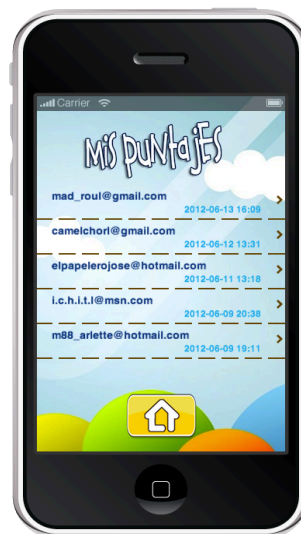 Carrier
Mis puntajEs
mad_roul@gmail.com
2012-06-13 16:09
camelchorl@gmail.com
2012-06-12 13:31
elpapelerojose@hotmail.com
2012-06-11 13:18
i.c.h.i.t.l@msn.com
2012-06-09 20:38
m88_arlette@hotmail.com
2012-06-09 19:11